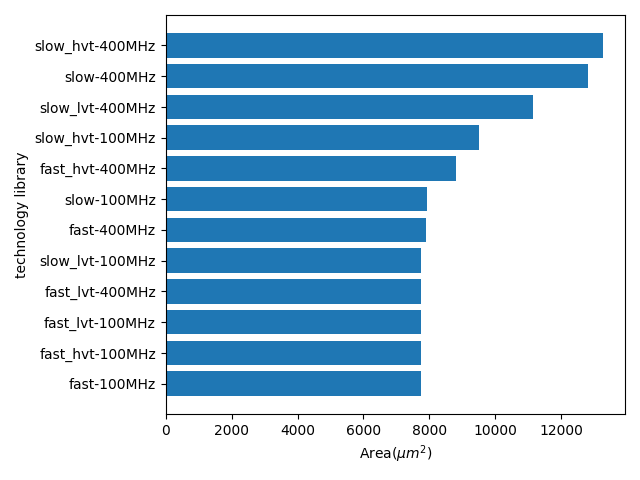 slow_hvt-400MHz
slow-400MHz
slow_lvt-400MHz
slow_hvt-100MHz
fast_hvt-400MHz
slow-100MHz
fast-400MHz
slow_lvt-100MHz
fast_lvt-400MHz
fast_lvt-100MHz
fast_hvt-100MHz
fast-100MHz
technology library
0 2000 4000 6000 8000 10000 12000
Area(μm²)